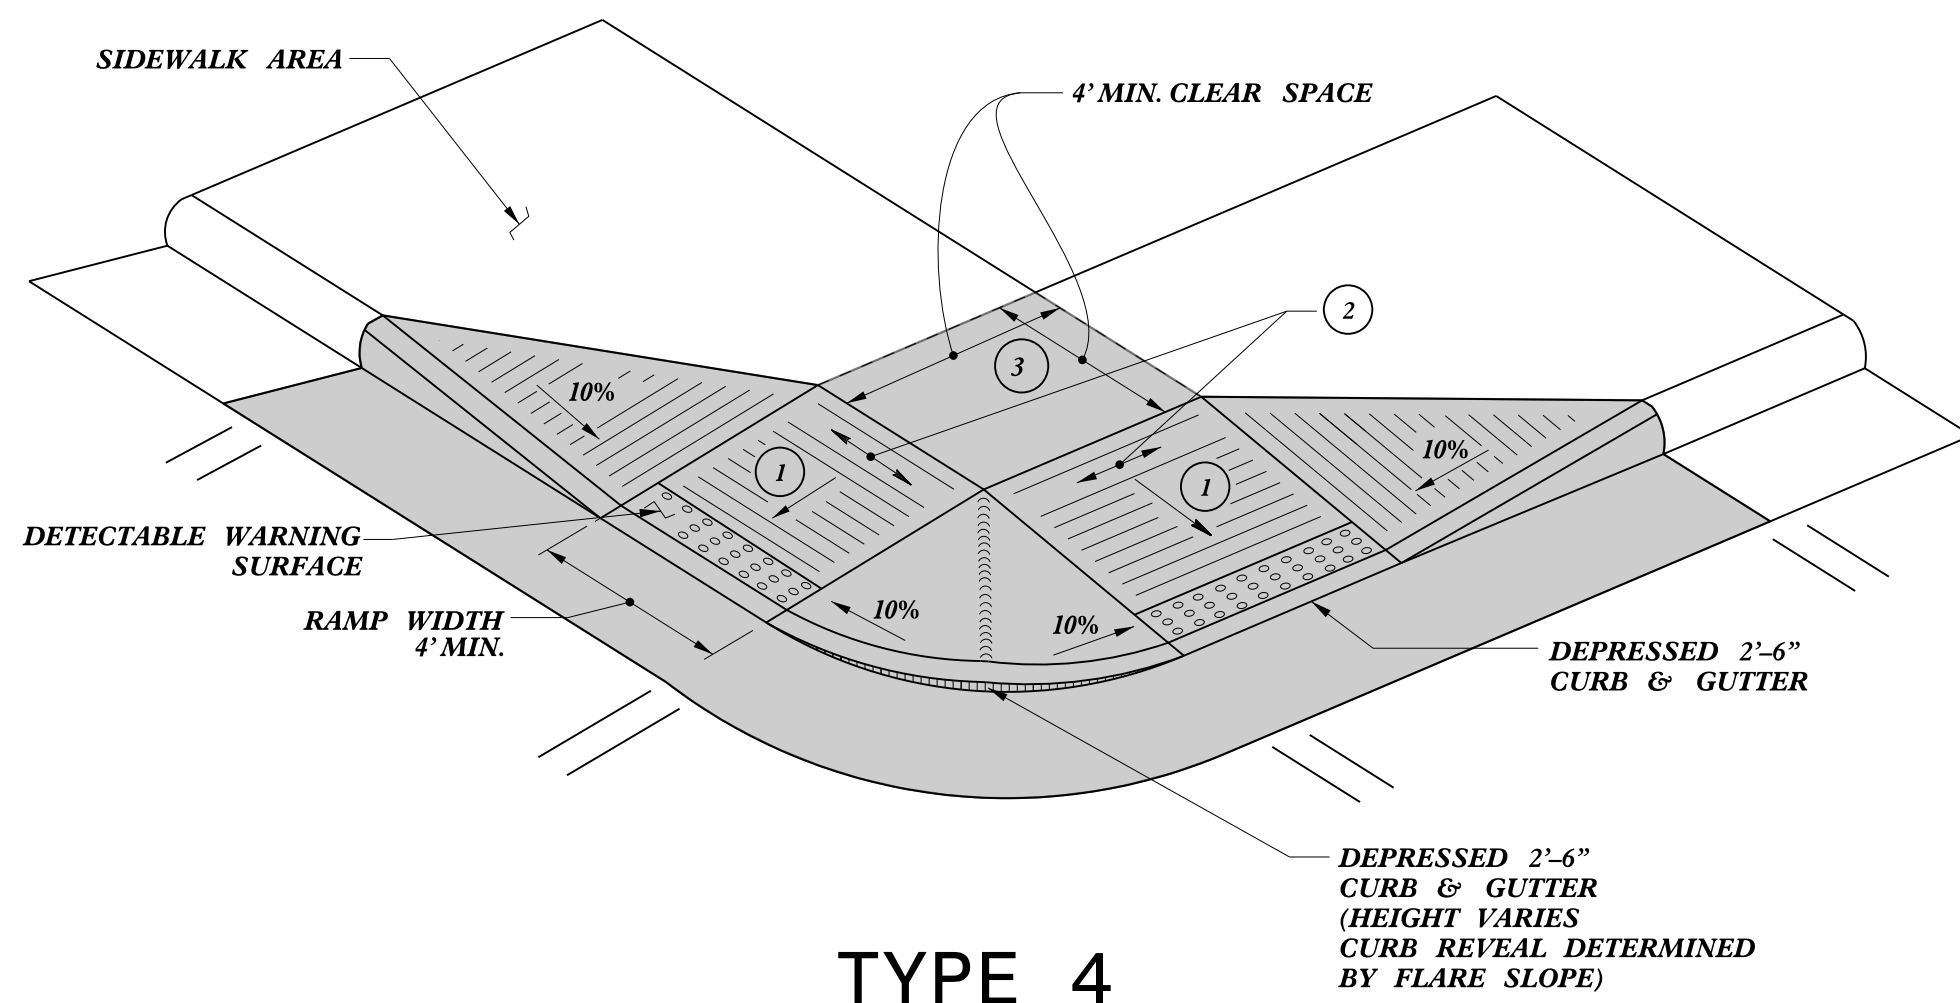 SIDEWALK AREA
4’ MIN. CLEAR SPACE
2
3
10%
10%
1
1
DETECTABLE WARNING
SURFACE
RAMP WIDTH
4’ MIN.
10%
10%
DEPRESSED 2’–6”
CURB & GUTTER
DEPRESSED 2’–6”
CURB & GUTTER
(HEIGHT VARIES
CURB REVEAL DETERMINED
BY FLARE SLOPE)
TYPE 4